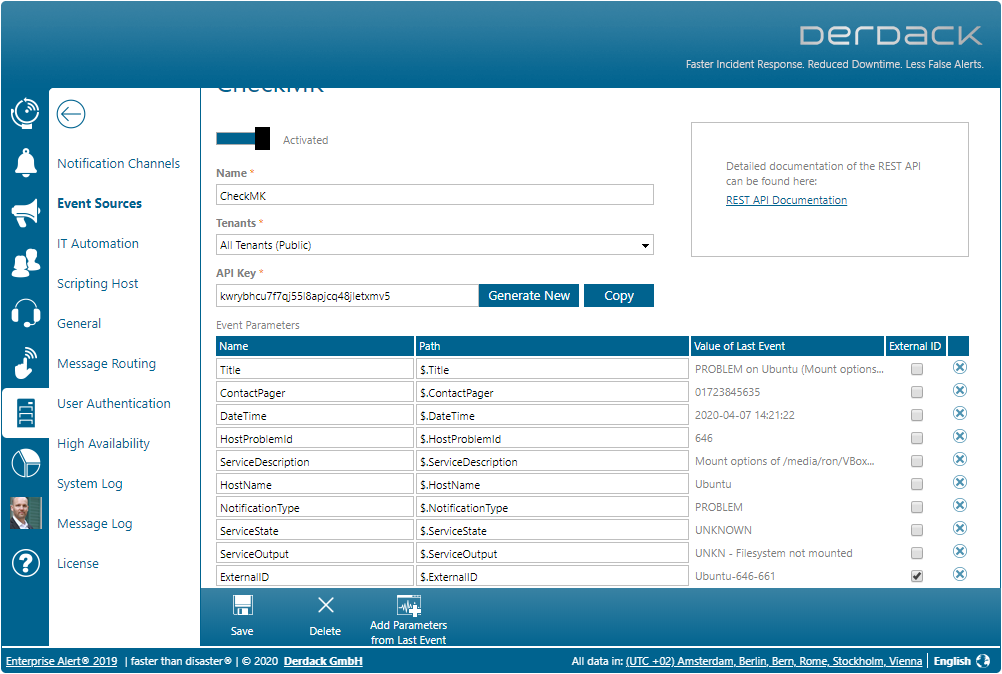 DERDACK
Faster Incident Response. Reduced Downtime. Less False Alerts.
CheckMK
Activated
Detailed documentation of the REST API
can be found here:
REST API Documentation
Notification Channels
Event Sources
IT Automation
Scripting Host
General
Message Routing
User Authentication
High Availability
System Log
Message Log
License
Name *
CheckMK
Tenants *
All Tenants (Public)
API Key *
kwrybhcu7f7qj55i8apjcq48jletxmv5 Generate New Copy
Event Parameters
Name Path Value of Last Event External ID
Title $.Title PROBLEM on Ubuntu (Mount options...
ContactPager $.ContactPager 01723845635
DateTime $.DateTime 2020-04-07 14:21:22
HostProblemId $.HostProblemId 646
ServiceDescription $.ServiceDescription Mount options of /media/ron/VBox...
HostName $.HostName Ubuntu
NotificationType $.NotificationType PROBLEM
ServiceState $.ServiceState UNKNOWN
ServiceOutput $.ServiceOutput UNKN - Filesystem not mounted
ExternalID $.ExternalID Ubuntu-646-661
Save Delete Add Parameters
from Last Event
Enterprise Alert® 2019 | faster than disaster® | © 2020 Derdack GmbH All data in: (UTC +02) Amsterdam, Berlin, Bern, Rome, Stockholm, Vienna | English